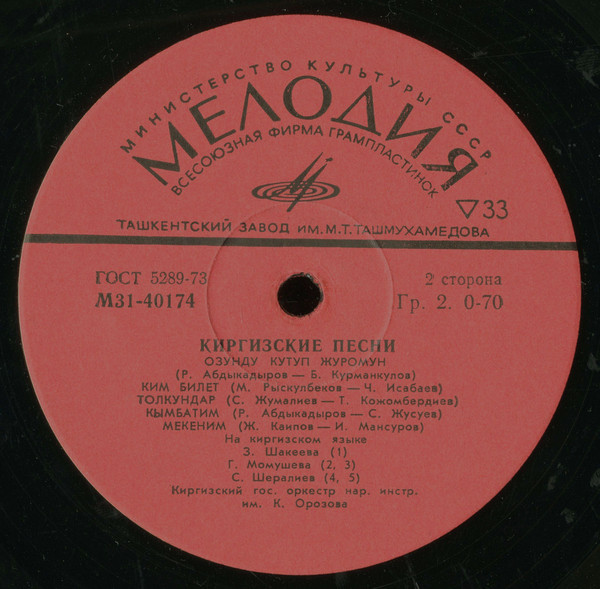 МИНИСТЕРСТВО КУЛЬТУРЫ СССР
МЕЛОДИЯ
ВСЕСОЮЗНАЯ ФИРМА ГРАМПЛАСТИНОК
▽33
ТАШКЕНТСКИЙ ЗАВОД ИМ. М. Т. ТАШМУХАМЕДОВА
ГОСТ 5289-73
2 сторона
М31-40174
Гр. 2. 0-70
КИРГИЗСКИЕ ПЕСНИ
ОЗУНДУ КУТУП ЖУРОМУН
(Р. Абдыкадыров — Б. Курманкулов)
КИМ БИЛЕТ (М. Рыскулбеков — Ч. Исабаев)
ТОЛКУНДАР (С. Жумалиев — Т. Кожомбердиев)
КЫМБАТИМ (Р. Абдыкадыров — С. Жусуев)
МЕКЕНИМ (Ж. Каипов — И. Мансуров)
На киргизском языке
З. Шакеева (1)
Г. Момушева (2, 3)
С. Шералиев (4, 5)
Киргизский гос. оркестр нар. инстр.
им. К. Орозова